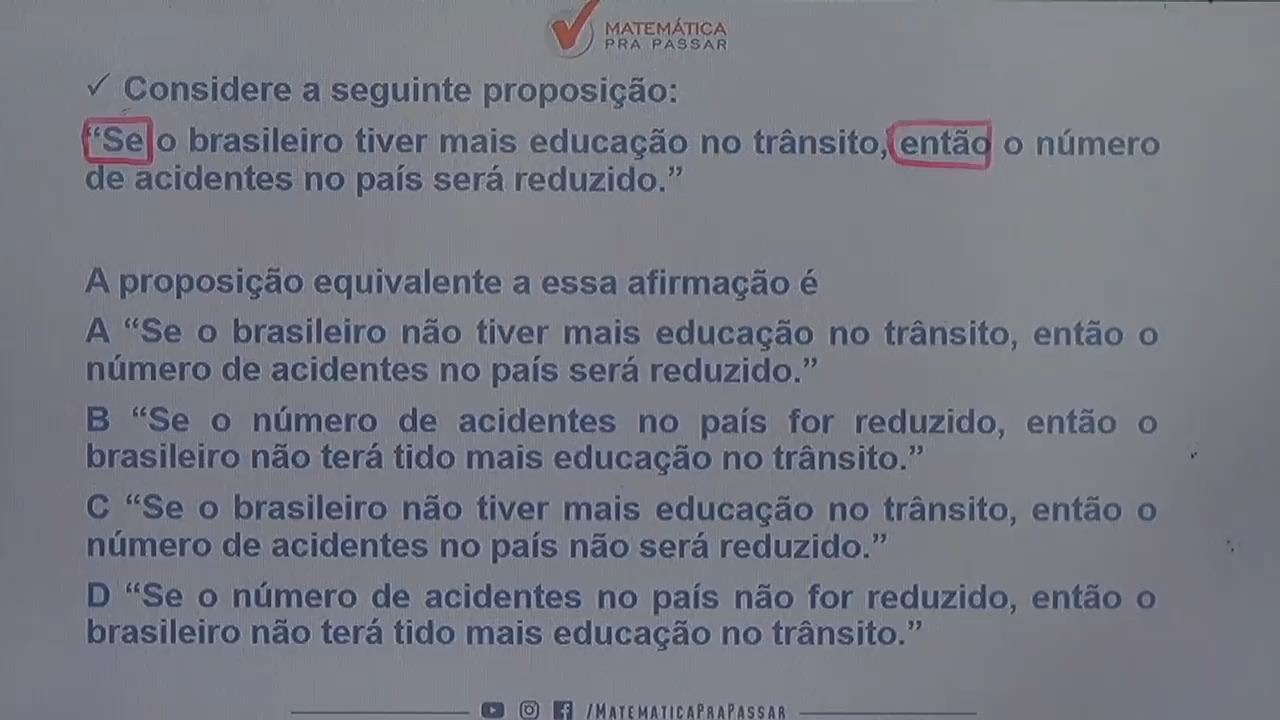 MATEMÁTICA
PRA PASSAR
✓ Considere a seguinte proposição:
“Se o brasileiro tiver mais educação no trânsito, então o número
de acidentes no país será reduzido.”
A proposição equivalente a essa afirmação é
A “Se o brasileiro não tiver mais educação no trânsito, então o
número de acidentes no país será reduzido.”
B “Se o número de acidentes no país for reduzido, então o
brasileiro não terá tido mais educação no trânsito.”
C “Se o brasileiro não tiver mais educação no trânsito, então o
número de acidentes no país não será reduzido.”
D “Se o número de acidentes no país não for reduzido, então o
brasileiro não terá tido mais educação no trânsito.”
/MATEMATICAPRAPASSAR